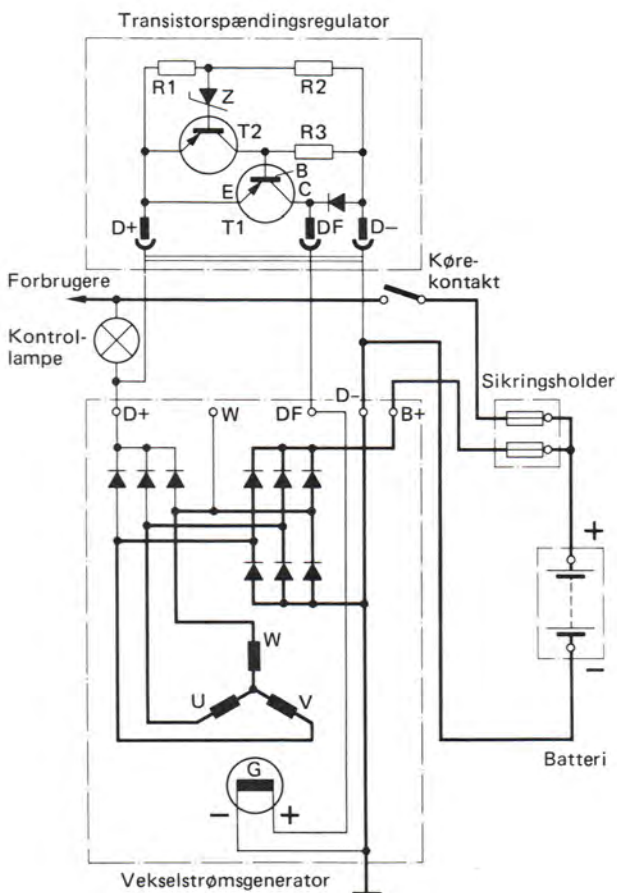 Transistorspændingsregulator
R1
R2
Z
T2
R3
B
E
C
D+
T1
DF
D−
Køre-
kontakt
Forbrugere
Kontrol-
lampe
Sikringsholder
D+
W
DF
D−
B+
+
W
U
V
−
G
−
+
Batteri
Vekselstrømsgenerator